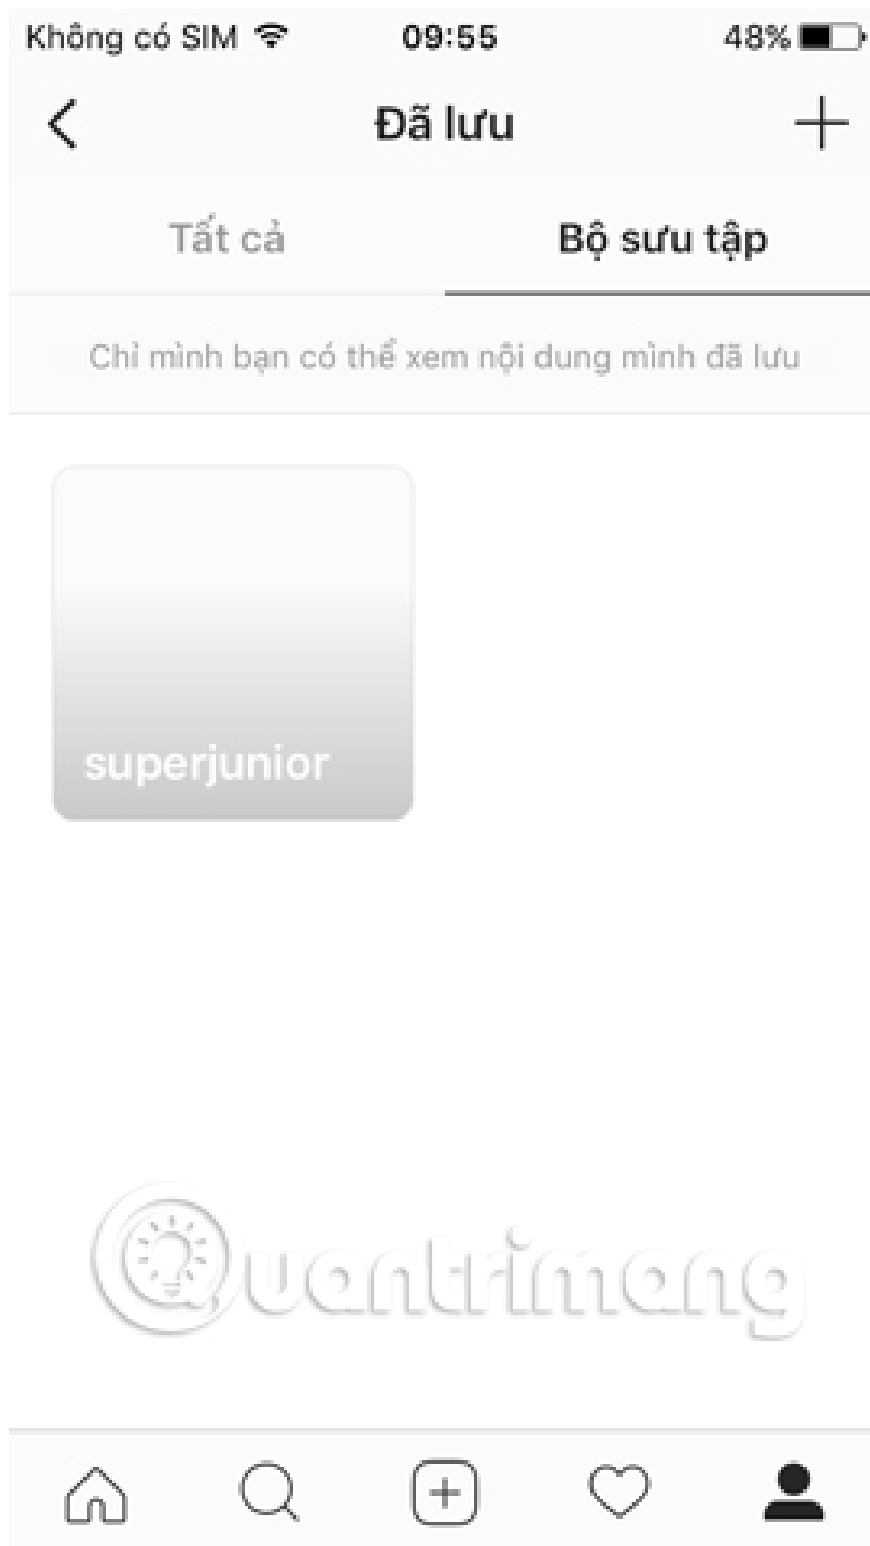 Không có SIM 09:55 48%
Đã lưu
Tất cả Bộ sưu tập
Chỉ mình bạn có thể xem nội dung mình đã lưu
superjunior
Quantrimang